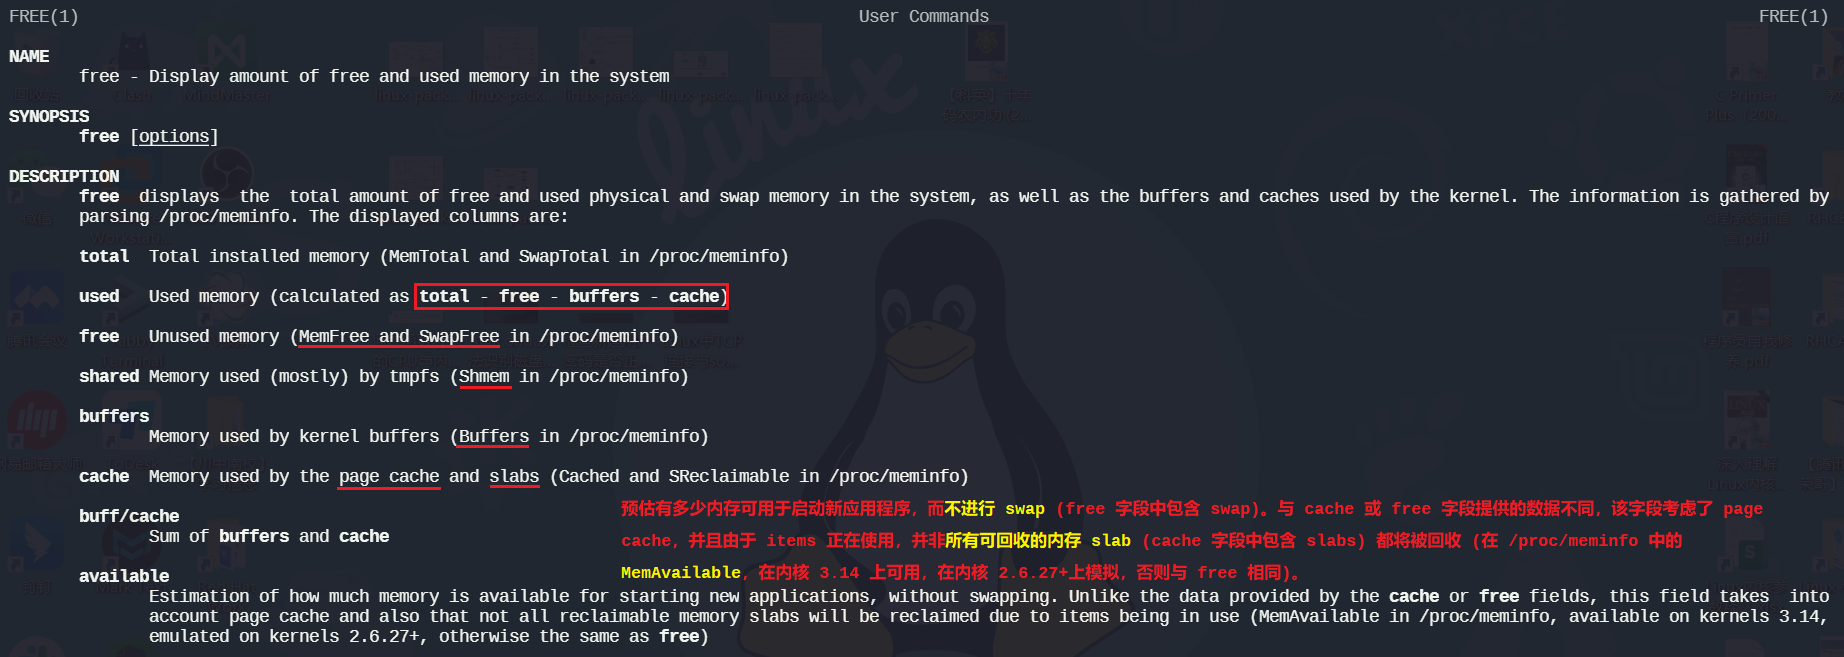 FREE(1) User Commands FREE(1)
NAME
free - Display amount of free and used memory in the system
SYNOPSIS
free [options]
DESCRIPTION
free displays the total amount of free and used physical and swap memory in the system, as well as the buffers and caches used by the kernel. The information is gathered by
parsing /proc/meminfo. The displayed columns are:
total Total installed memory (MemTotal and SwapTotal in /proc/meminfo)
used Used memory (calculated as total - free - buffers - cache)
free Unused memory (MemFree and SwapFree in /proc/meminfo)
shared Memory used (mostly) by tmpfs (Shmem in /proc/meminfo)
buffers
Memory used by kernel buffers (Buffers in /proc/meminfo)
cache Memory used by the page cache and slabs (Cached and SReclaimable in /proc/meminfo)
buff/cache
Sum of buffers and cache
预估有多少内存可用于启动新应用程序，而不进行 swap (free 字段中包含 swap)。与 cache 或 free 字段提供的数据不同，该字段考虑了 page
cache，并且由于 items 正在使用，并非所有可回收的内存 slab (cache 字段中包含 slabs) 都将被回收 (在 /proc/meminfo 中的
MemAvailable，在内核 3.14 上可用，在内核 2.6.27+上模拟，否则与 free 相同)。
available
Estimation of how much memory is available for starting new applications, without swapping. Unlike the data provided by the cache or free fields, this field takes into
account page cache and also that not all reclaimable memory slabs will be reclaimed due to items being in use (MemAvailable in /proc/meminfo, available on kernels 3.14,
emulated on kernels 2.6.27+, otherwise the same as free)